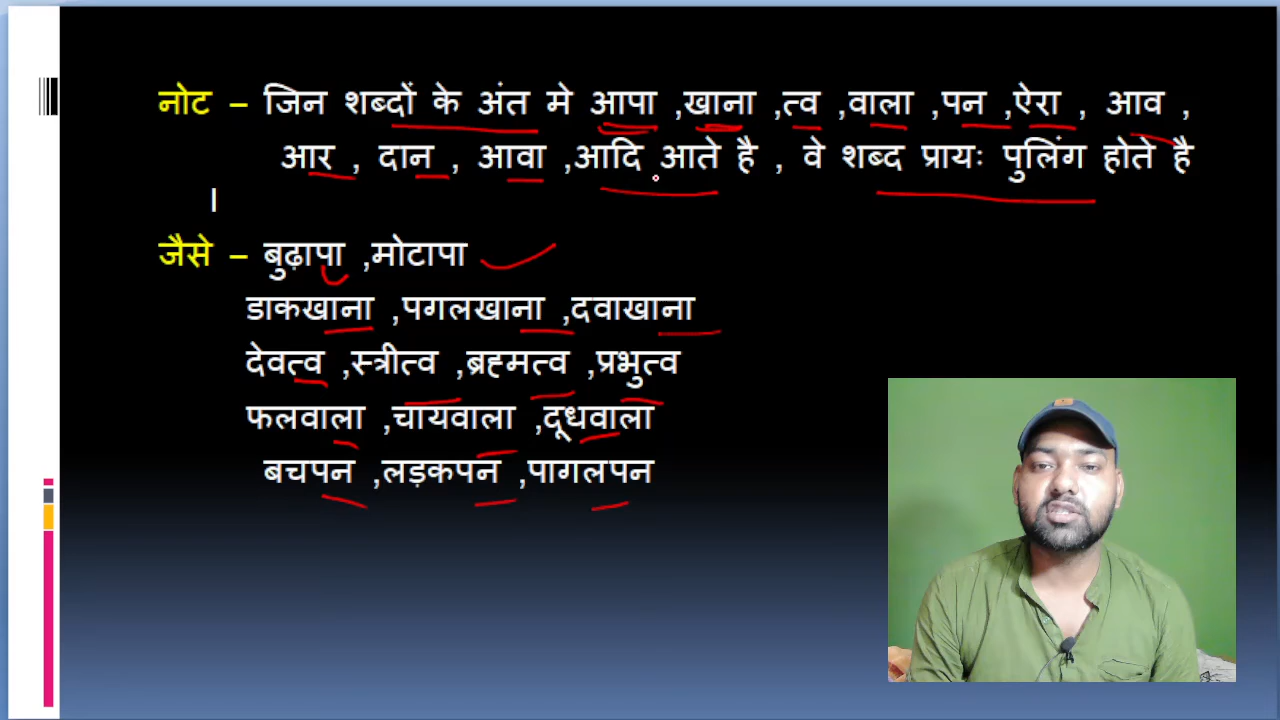 नोट – जिन शब्दों के अंत मे आपा ,खाना ,त्व ,वाला ,पन ,ऐरा , आव ,
आर , दान , आवा ,आदि आते है , वे शब्द प्रायः पुलिंग होते है
।
जैसे – बुढ़ापा ,मोटापा
डाकखाना ,पगलखाना ,दवाखाना
देवत्व ,स्त्रीत्व ,ब्रह्मत्व ,प्रभुत्व
फलवाला ,चायवाला ,दूधवाला
बचपन ,लड़कपन ,पागलपन